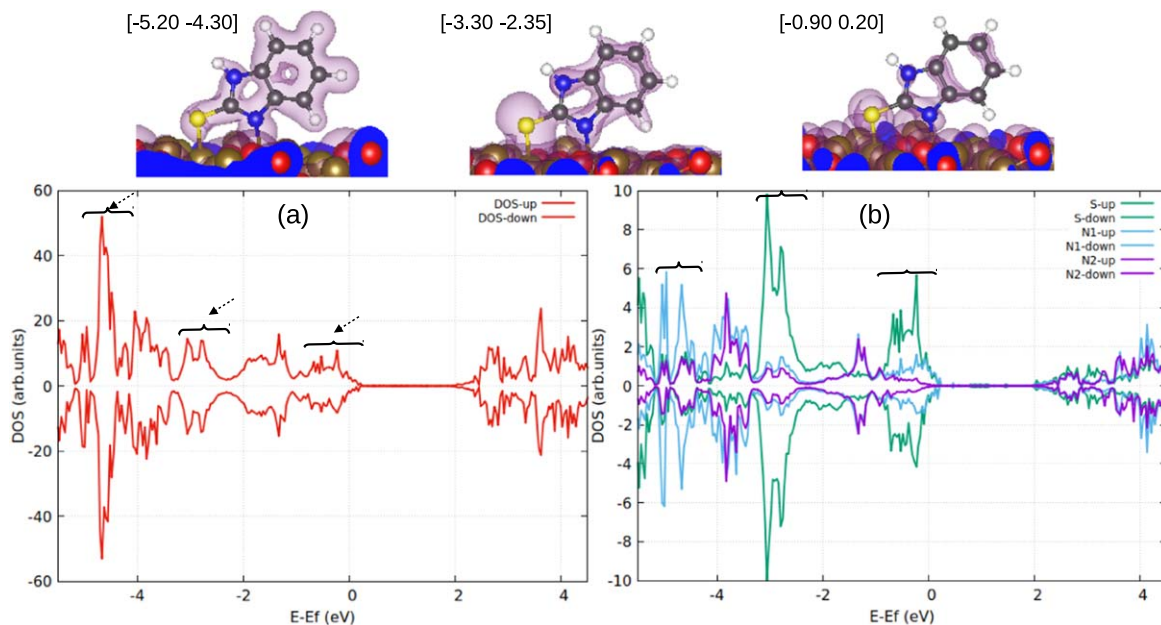 [-5.20 -4.30]
[-3.30 -2.35]
[-0.90 0.20]
60
40
20
0
-20
-40
-60
DOS (arb.units)
(a)
DOS-up
DOS-down
-4
-2
0
2
4
E-Ef (eV)
10
8
6
4
2
0
-2
-4
-6
-8
-10
DOS (arb.units)
(b)
S-up
S-down
N1-up
N1-down
N2-up
N2-down
-4
-2
0
2
4
E-Ef (eV)